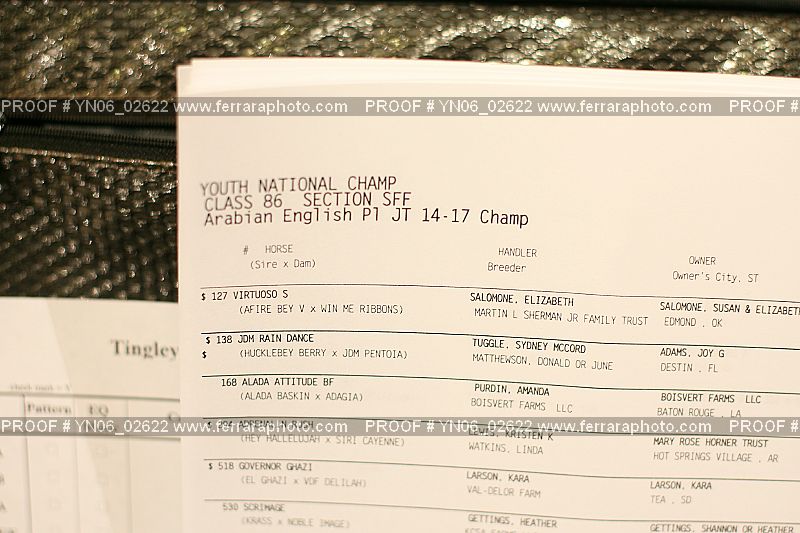 PROOF # YN06_02622 www.ferraraphoto.com PROOF # YN06_02622 www.ferraraphoto.com PROOF #
YOUTH NATIONAL CHAMP
CLASS 86 SECTION SFF
Arabian English Pl JT 14-17 Champ
# HORSE HANDLER OWNER
(Sire x Dam) Breeder Owner's City, ST
$ 127 VIRTUOSO S SALOMONE, ELIZABETH SALOMONE, SUSAN & ELIZABET
(AFIRE BEY V x WIN ME RIBBONS) MARTIN L SHERMAN JR FAMILY TRUST EDMOND , OK
$ 138 JDM RAIN DANCE TUGGLE, SYDNEY MCCORD ADAMS, JOY G
$ (HUCKLEBEY BERRY x JDM PENTOIA) MATTHEWSON, DONALD OR JUNE DESTIN , FL
Tingley
168 ALADA ATTITUDE BF PURDIN, AMANDA BOISVERT FARMS LLC
(ALADA BASKIN x ADAGIA) BOISVERT FARMS LLC BATON ROUGE , LA
Pattern EQ
PROOF # YN06_02622 www.ferraraphoto.com PROOF # YN06_02622 www.ferraraphoto.com PROOF #
KRISTEN K MARY ROSE HORNER TRUST
(HEY HALLELUJAH x SIRI CAYENNE) WATKINS, LINDA HOT SPRINGS VILLAGE , AR
$ 518 GOVERNOR GHAZI LARSON, KARA LARSON, KARA
(EL GHAZI x VDF DELILAH) VAL-DELOR FARM TEA , SD
530 SCRIMAGE GETTINGS, HEATHER GETTINGS, SHANNON OR HEATHER
(KRASS x NOBLE IMAGE)